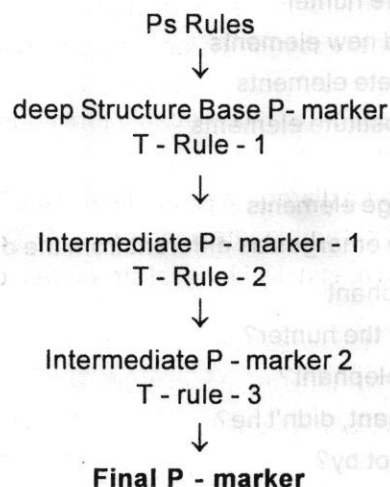 Ps Rules
↓
deep Structure Base P- marker
T - Rule - 1
↓
Intermediate P - marker - 1
T - Rule - 2
↓
Intermediate P - marker 2
T - rule - 3
↓
Final P - marker